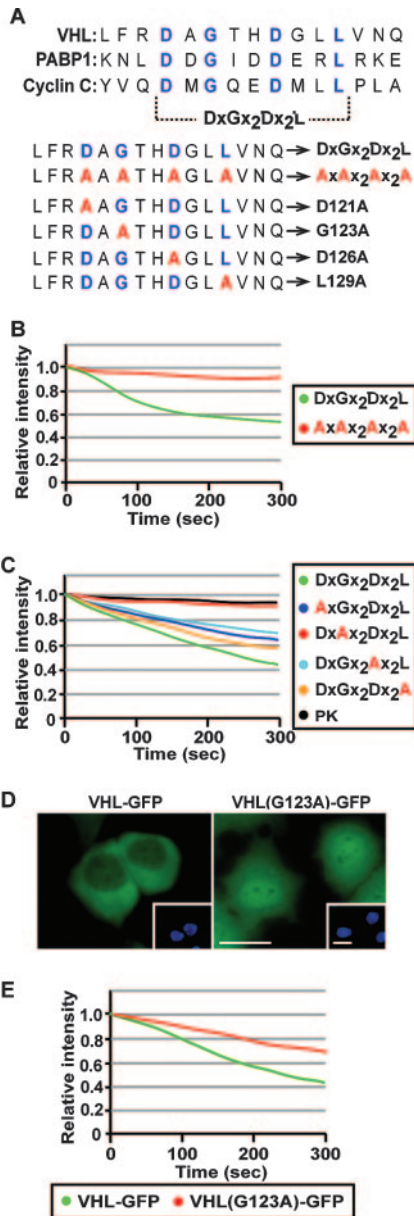 A
VHL: L F R D A G T H D G L L V N Q
PABP1: K N L D D G I D D E R L R K E
Cyclin C: Y V Q D M G Q E D M L L P L A
DxGx2Dx2L
L F R D A G T H D G L L V N Q → DxGx2Dx2L
L F R A A A T H A G L A V N Q → AxAx2Ax2A
L F R A A G T H D G L L V N Q → D121A
L F R D A A T H D G L L V N Q → G123A
L F R D A G T H A G L L V N Q → D126A
L F R D A G T H D G L A V N Q → L129A
B
Relative intensity
1.0
0.8
0.6
0.4
0.2
0
0 100 200 300
Time (sec)
DxGx2Dx2L
AxAx2Ax2A
C
Relative intensity
1.0
0.8
0.6
0.4
0.2
0
0 100 200 300
Time (sec)
DxGx2Dx2L
AxGx2Dx2L
DxAx2Dx2L
DxGx2Ax2L
DxGx2Dx2A
PK
D
VHL-GFP VHL(G123A)-GFP
E
Relative intensity
1.0
0.8
0.6
0.4
0.2
0
0 100 200 300
Time (sec)
VHL-GFP VHL(G123A)-GFP